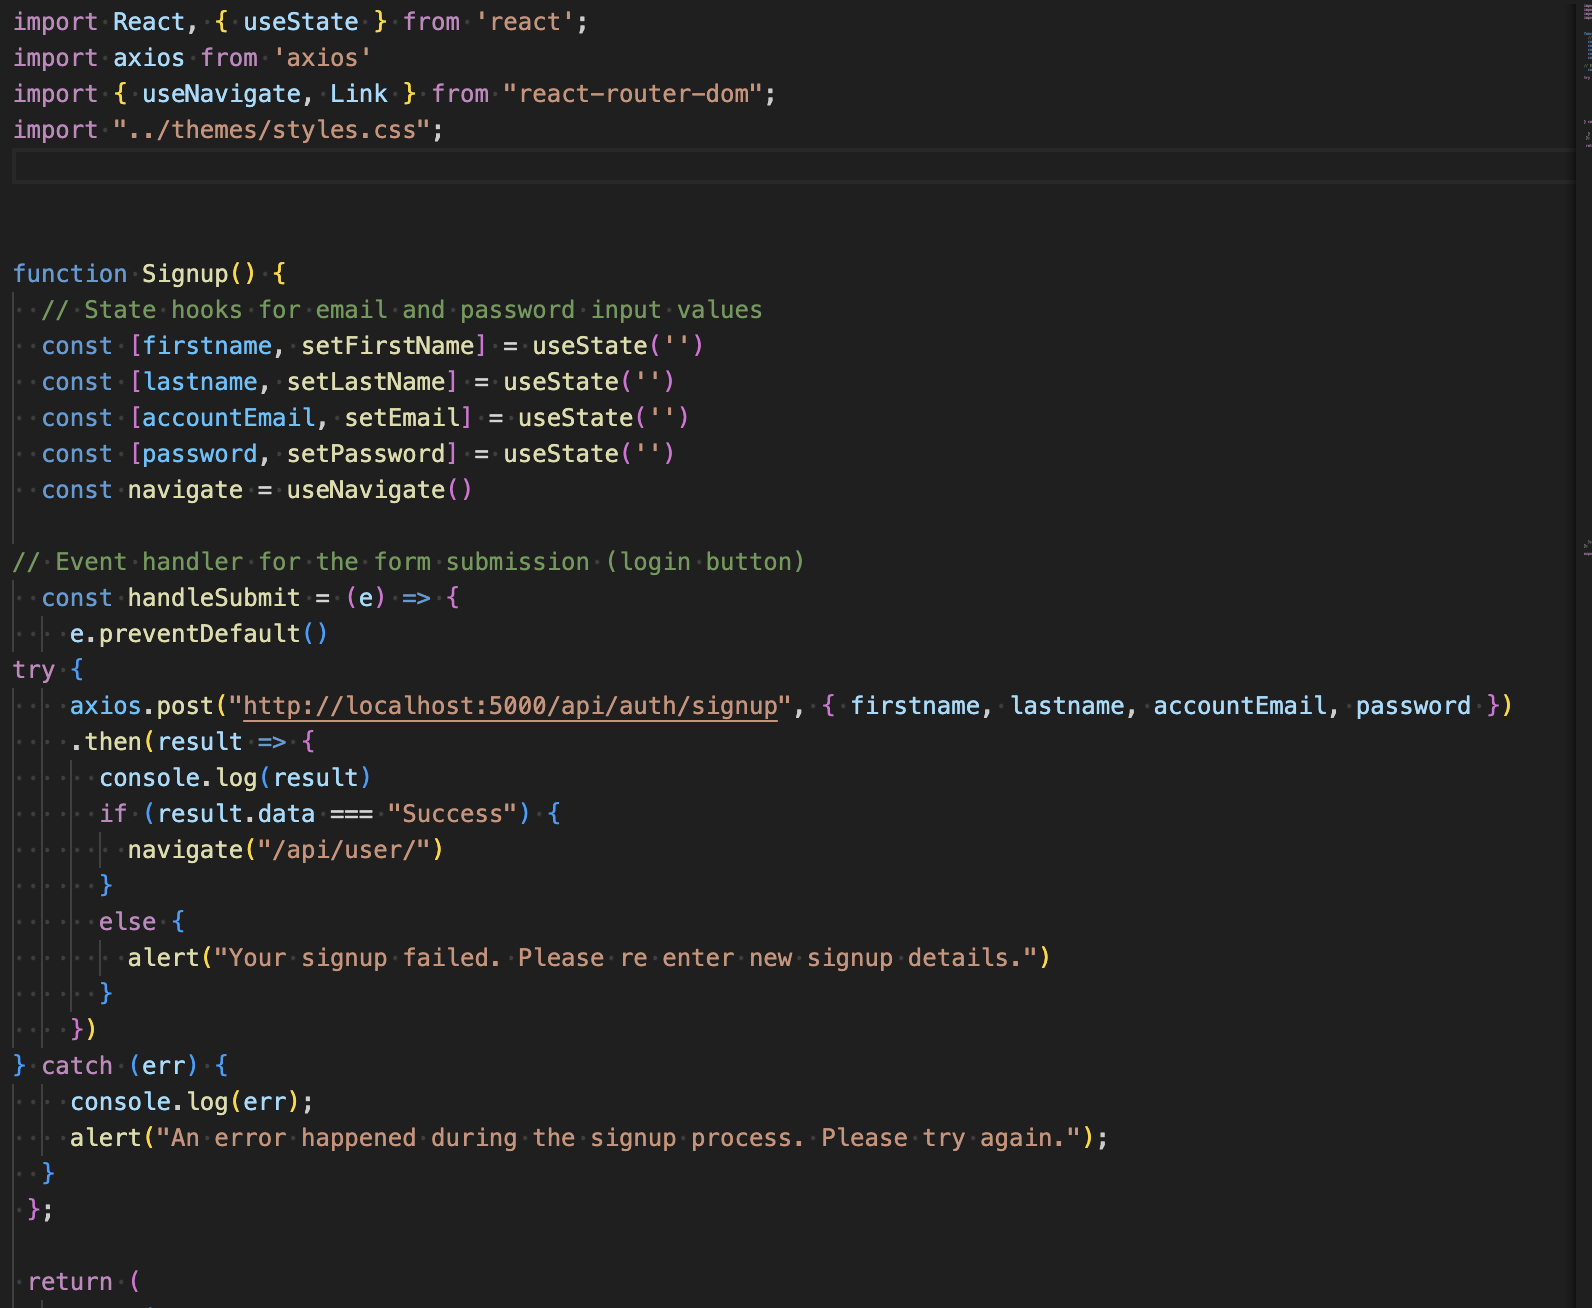 import React, { useState } from 'react';
import axios from 'axios'
import { useNavigate, Link } from "react-router-dom";
import "../themes/styles.css";
function Signup() {
  // State hooks for email and password input values
  const [firstname, setFirstName] = useState('')
  const [lastname, setLastName] = useState('')
  const [accountEmail, setEmail] = useState('')
  const [password, setPassword] = useState('')
  const navigate = useNavigate()
// Event handler for the form submission (login button)
  const handleSubmit = (e) => {
    e.preventDefault()
try {
    axios.post("http://localhost:5000/api/auth/signup", { firstname, lastname, accountEmail, password })
    .then(result => {
      console.log(result)
      if (result.data === "Success") {
        navigate("/api/user/")
      }
      else {
        alert("Your signup failed. Please re enter new signup details.")
      }
    })
} catch (err) {
    console.log(err);
    alert("An error happened during the signup process. Please try again.");
  }
 };
 return (